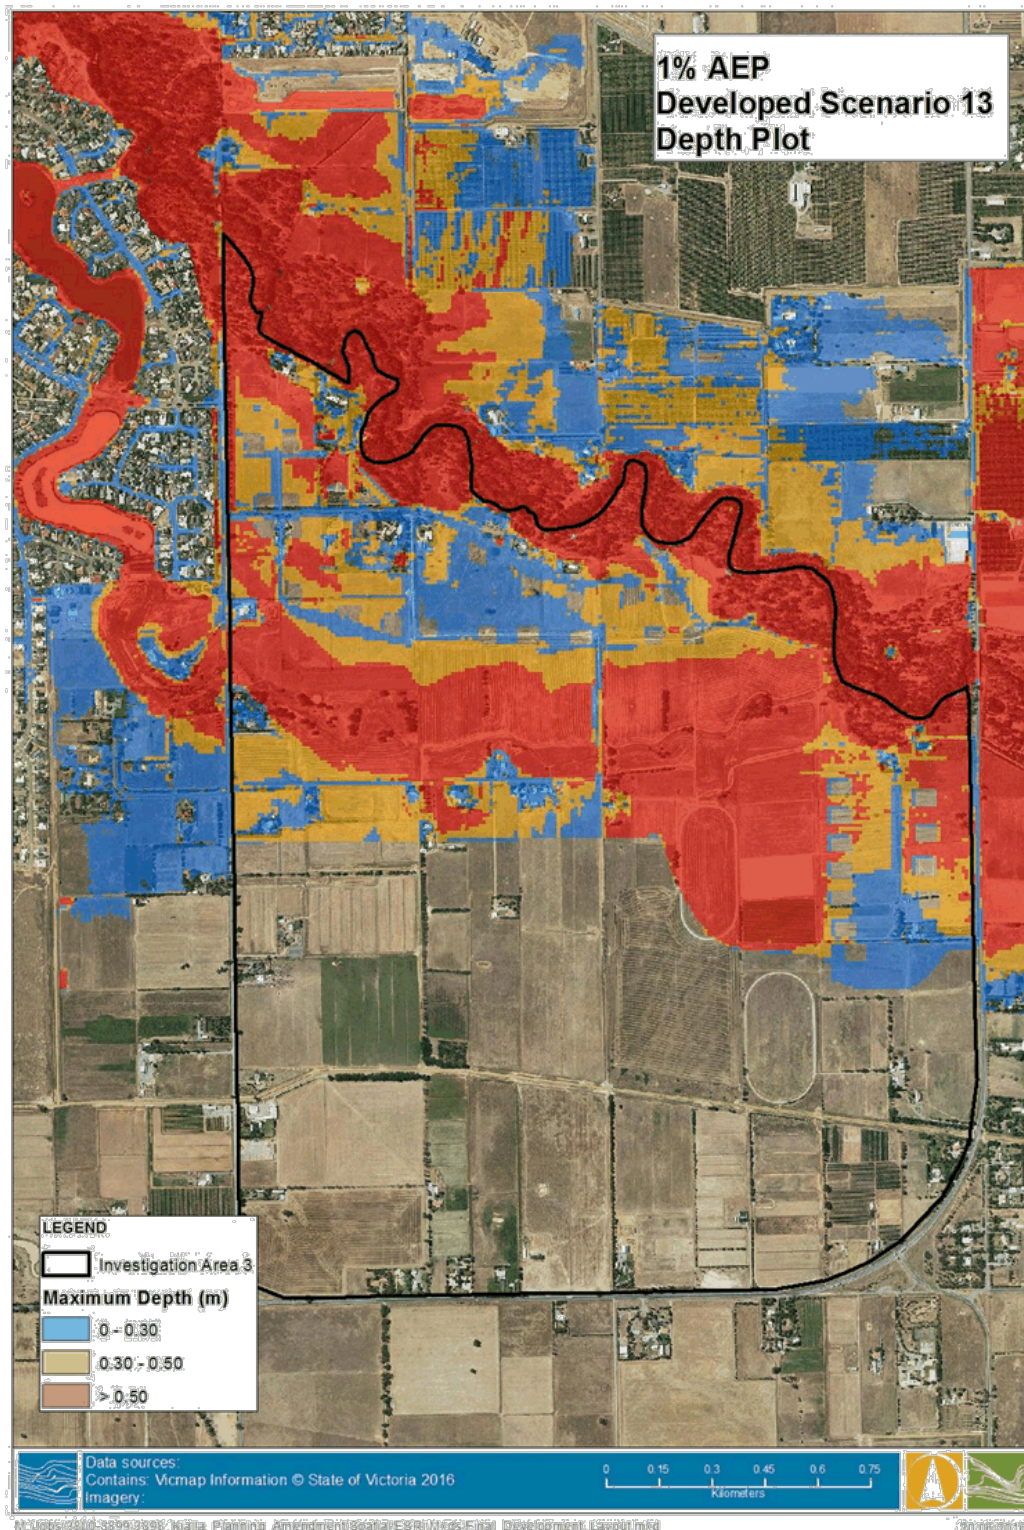 1% AEP
Developed Scenario 13
Depth Plot
LEGEND
Investigation Area 3
Maximum Depth (m)
0 - 0.30
0.30 - 0.50
> 0.50
Data sources:
Contains: Vicmap Information © State of Victoria 2016
Imagery:
0 0.15 0.3 0.45 0.6 0.75
Kilometers